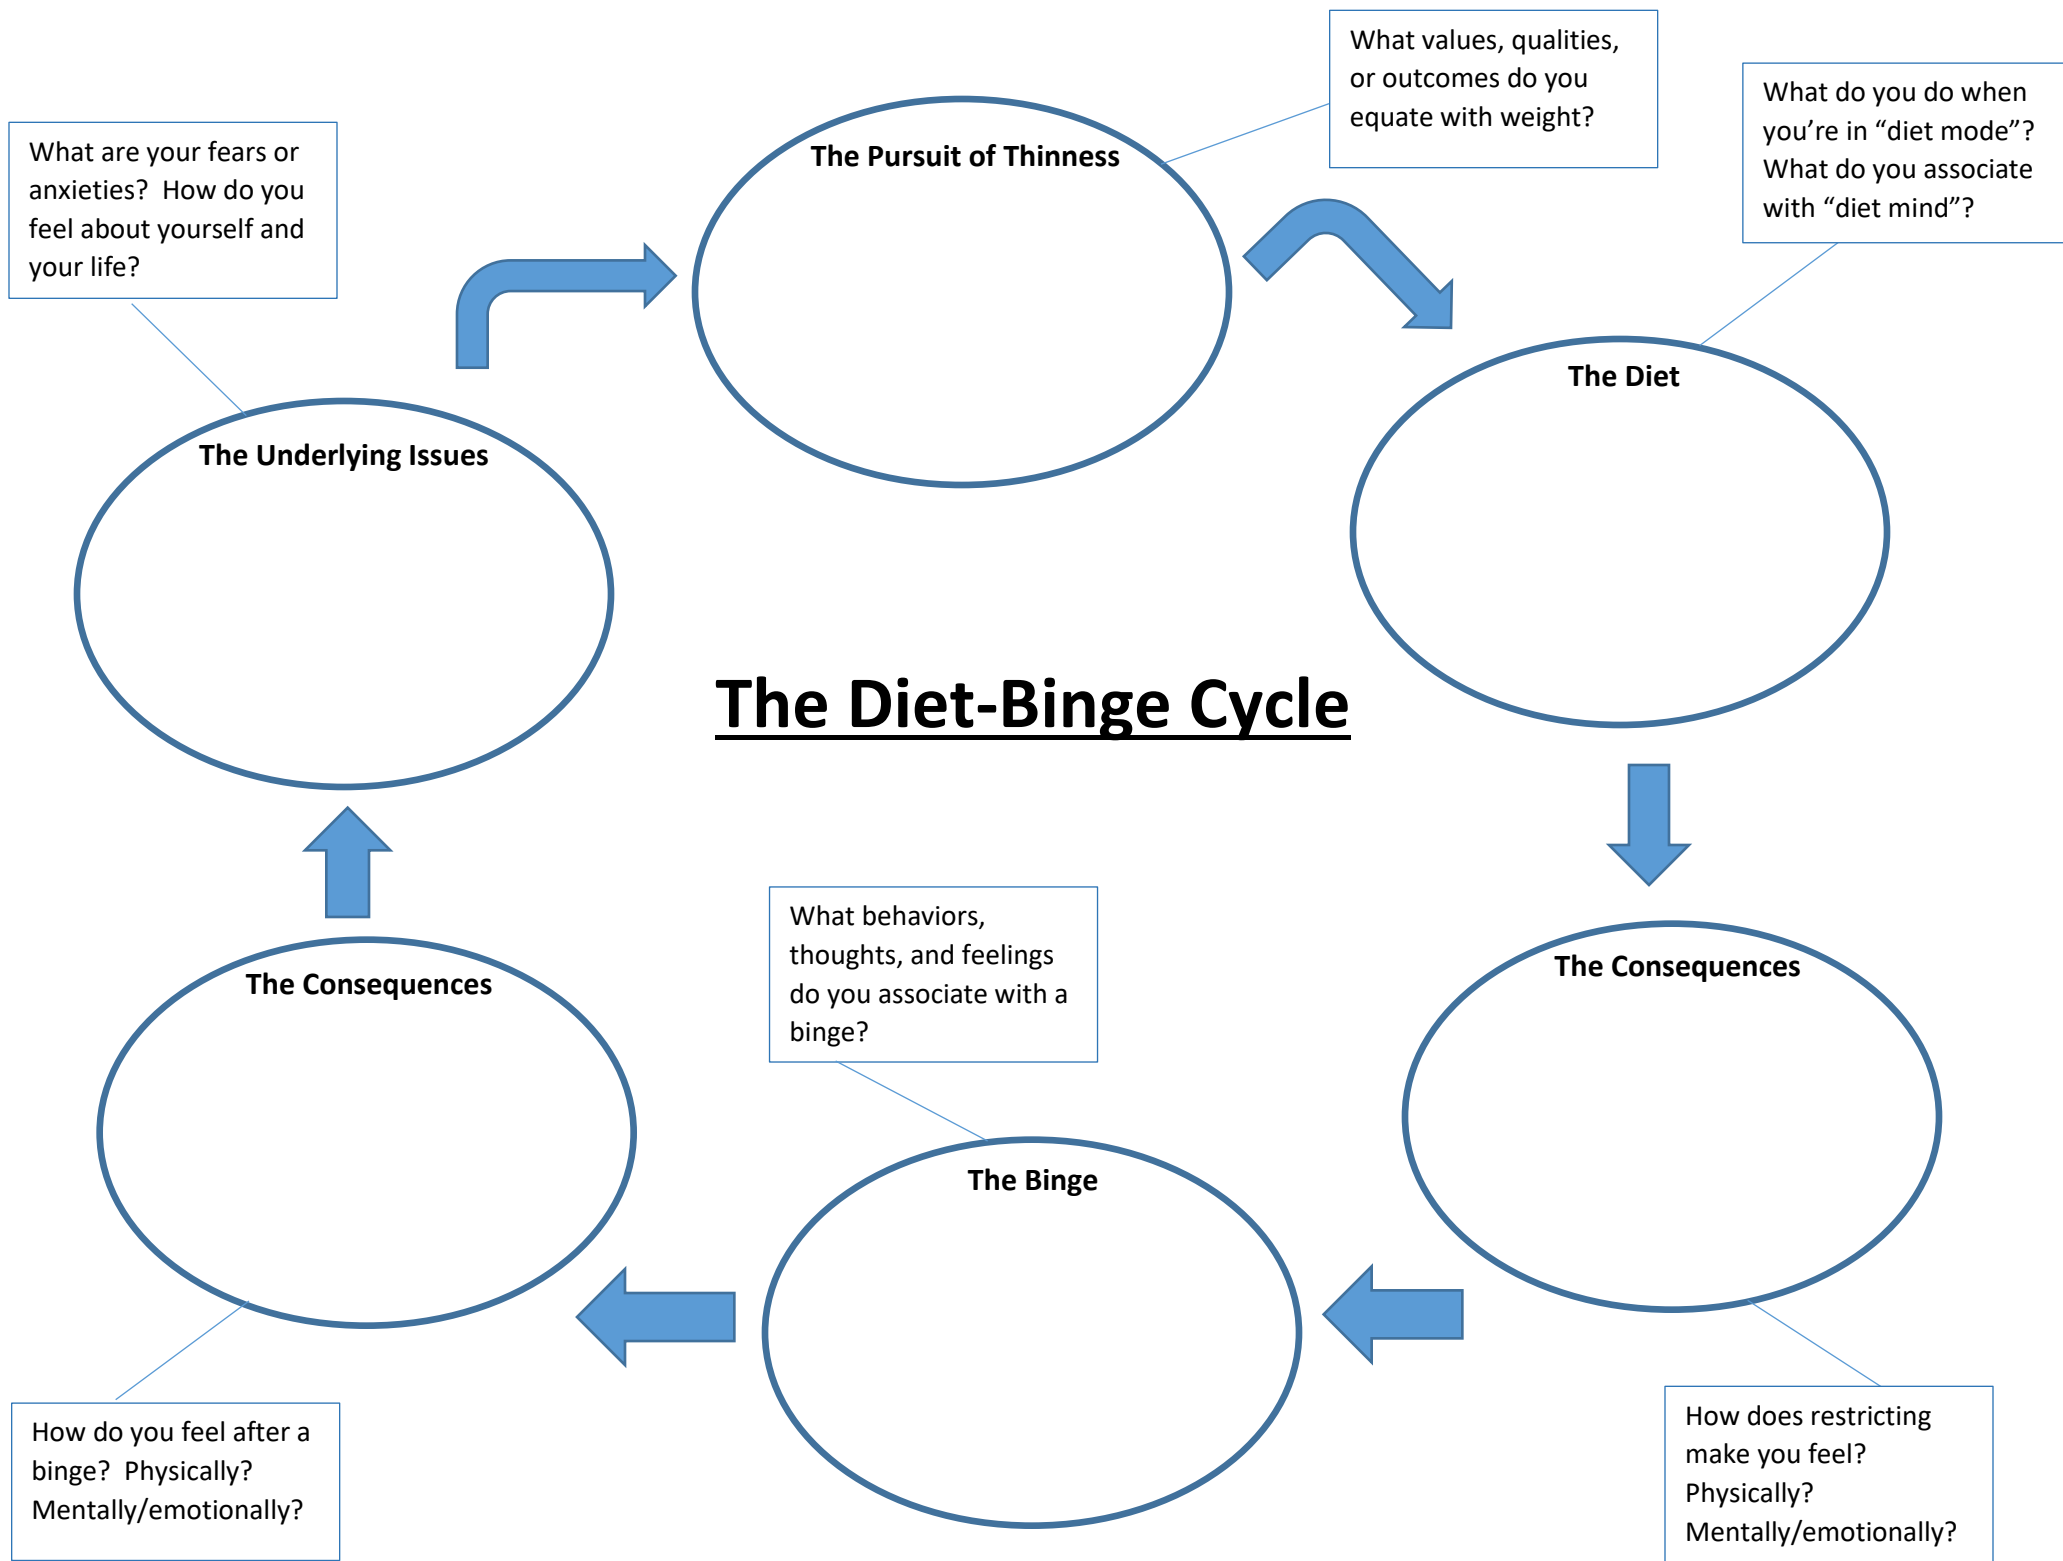 What values, qualities,
or outcomes do you
equate with weight?
What do you do when
you’re in “diet mode”?
What do you associate
with “diet mind”?
What are your fears or
anxieties?  How do you
feel about yourself and
your life?
The Pursuit of Thinness
The Diet
The Underlying Issues
The Diet-Binge Cycle
What behaviors,
thoughts, and feelings
do you associate with a
binge?
The Consequences
The Consequences
The Binge
How do you feel after a
binge?  Physically?
Mentally/emotionally?
How does restricting
make you feel?
Physically?
Mentally/emotionally?